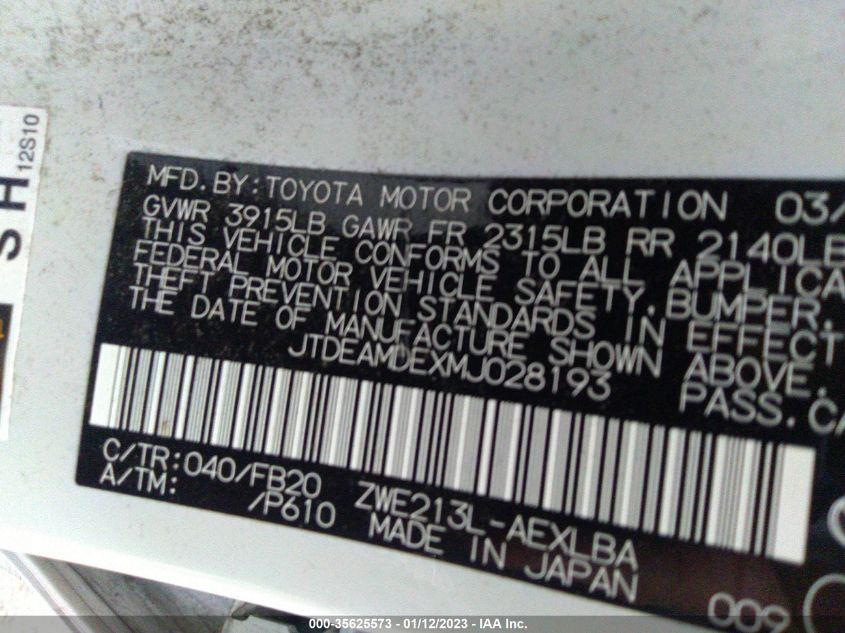 SH
12S10
MFD. BY: TOYOTA MOTOR CORPORATION 03/
GVWR 3915LB GAWR FR 2315LB RR 2140LB
THIS VEHICLE CONFORMS TO ALL APPLICA
FEDERAL MOTOR VEHICLE SAFETY, BUMPER,
THEFT PREVENTION STANDARDS IN EFFECT
THE DATE OF MANUFACTURE SHOWN ABOVE.
JTDEAMDEXMJ028193 PASS.CA
C/TR:040/FB20 ZWE213L-AEXLBA
A/TM: /P610 MADE IN JAPAN
009
000-35625573 - 01/12/2023 - IAA Inc.